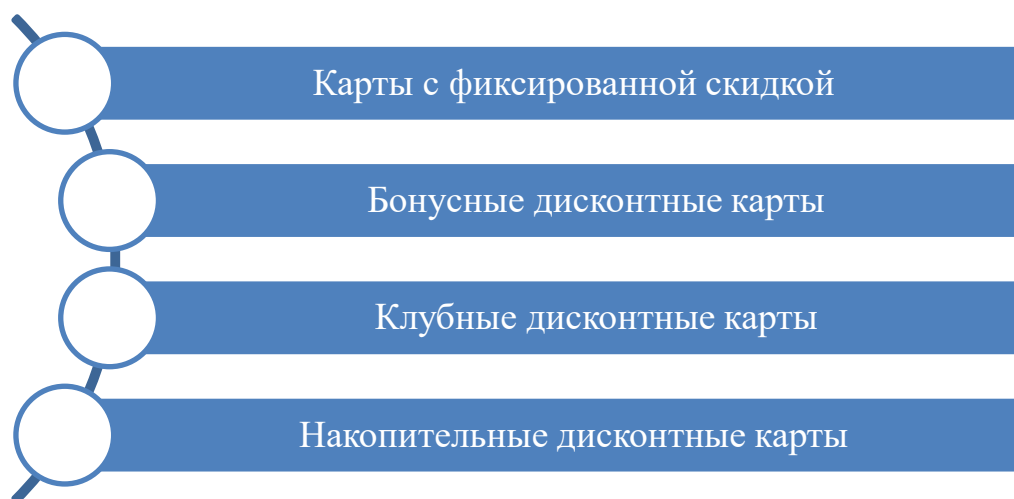 Карты с фиксированной скидкой
Бонусные дисконтные карты
Клубные дисконтные карты
Накопительные дисконтные карты